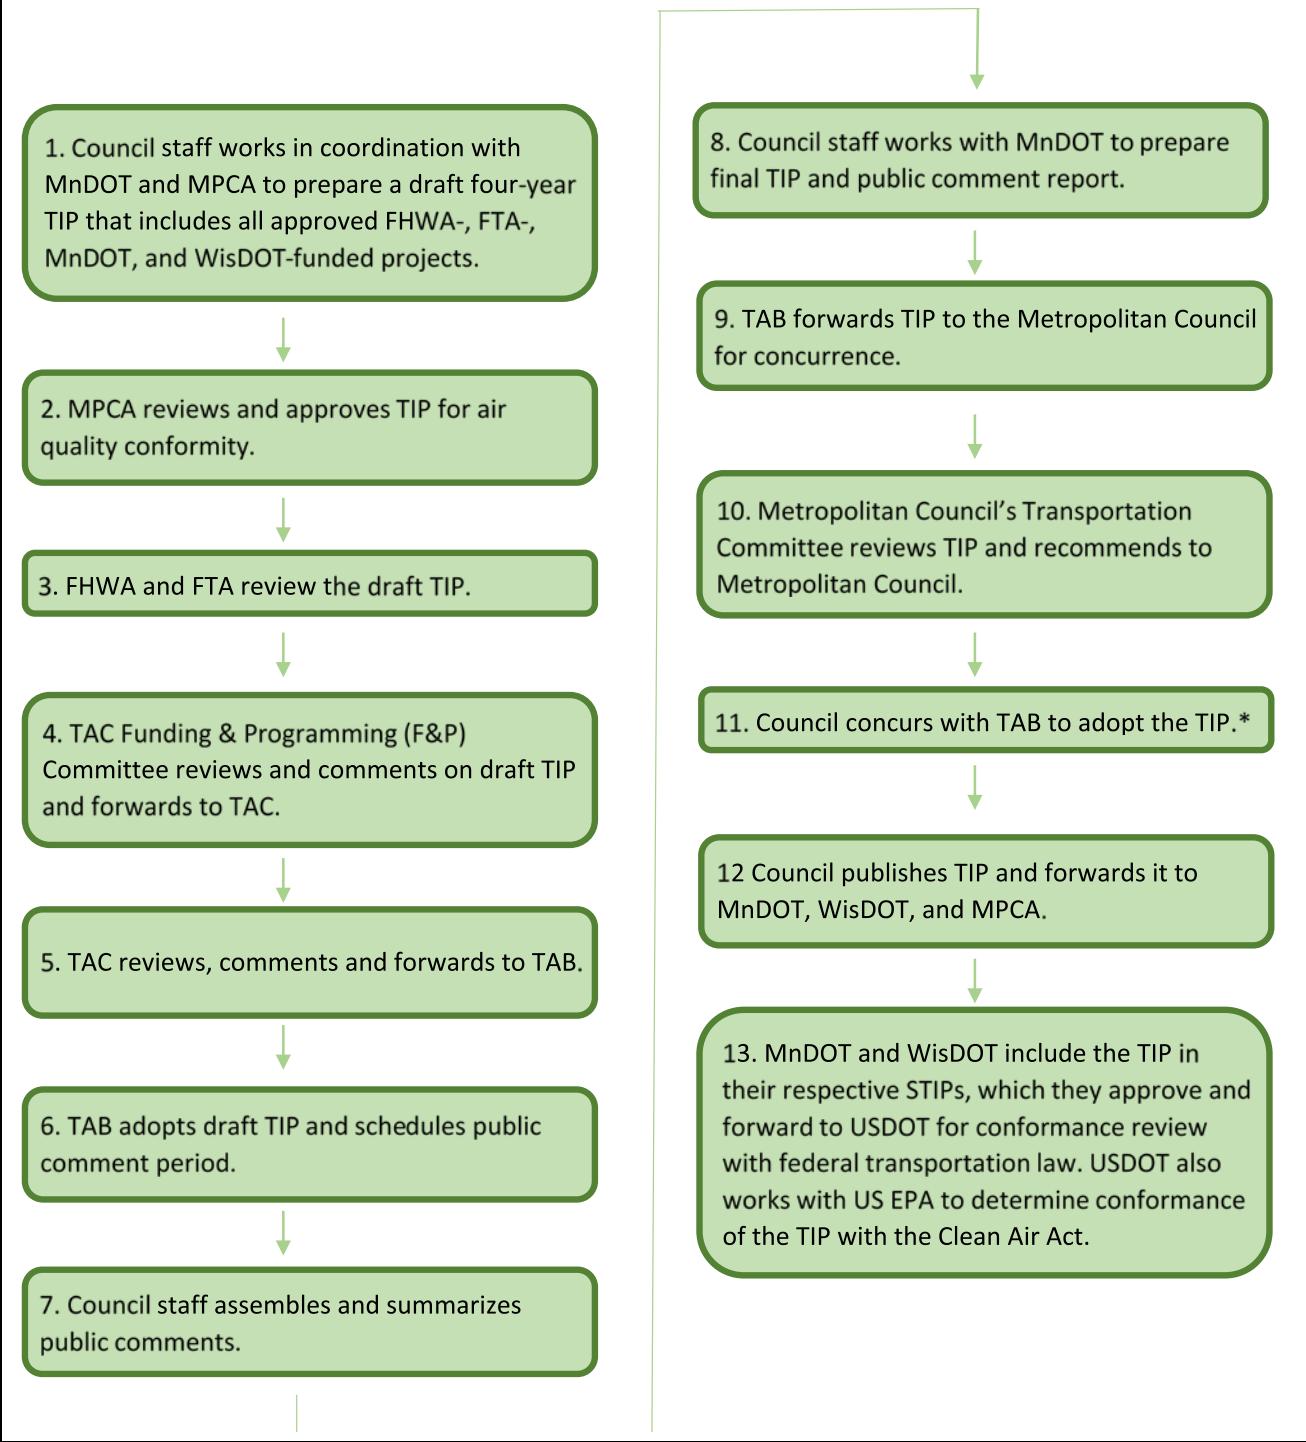 1. Council staff works in coordination with
MnDOT and MPCA to prepare a draft four-year
TIP that includes all approved FHWA-, FTA-,
MnDOT, and WisDOT-funded projects.
2. MPCA reviews and approves TIP for air
quality conformity.
3. FHWA and FTA review the draft TIP.
4. TAC Funding & Programming (F&P)
Committee reviews and comments on draft TIP
and forwards to TAC.
5. TAC reviews, comments and forwards to TAB.
6. TAB adopts draft TIP and schedules public
comment period.
7. Council staff assembles and summarizes
public comments.
8. Council staff works with MnDOT to prepare
final TIP and public comment report.
9. TAB forwards TIP to the Metropolitan Council
for concurrence.
10. Metropolitan Council’s Transportation
Committee reviews TIP and recommends to
Metropolitan Council.
11. Council concurs with TAB to adopt the TIP.*
12 Council publishes TIP and forwards it to
MnDOT, WisDOT, and MPCA.
13. MnDOT and WisDOT include the TIP in
their respective STIPs, which they approve and
forward to USDOT for conformance review
with federal transportation law. USDOT also
works with US EPA to determine conformance
of the TIP with the Clean Air Act.